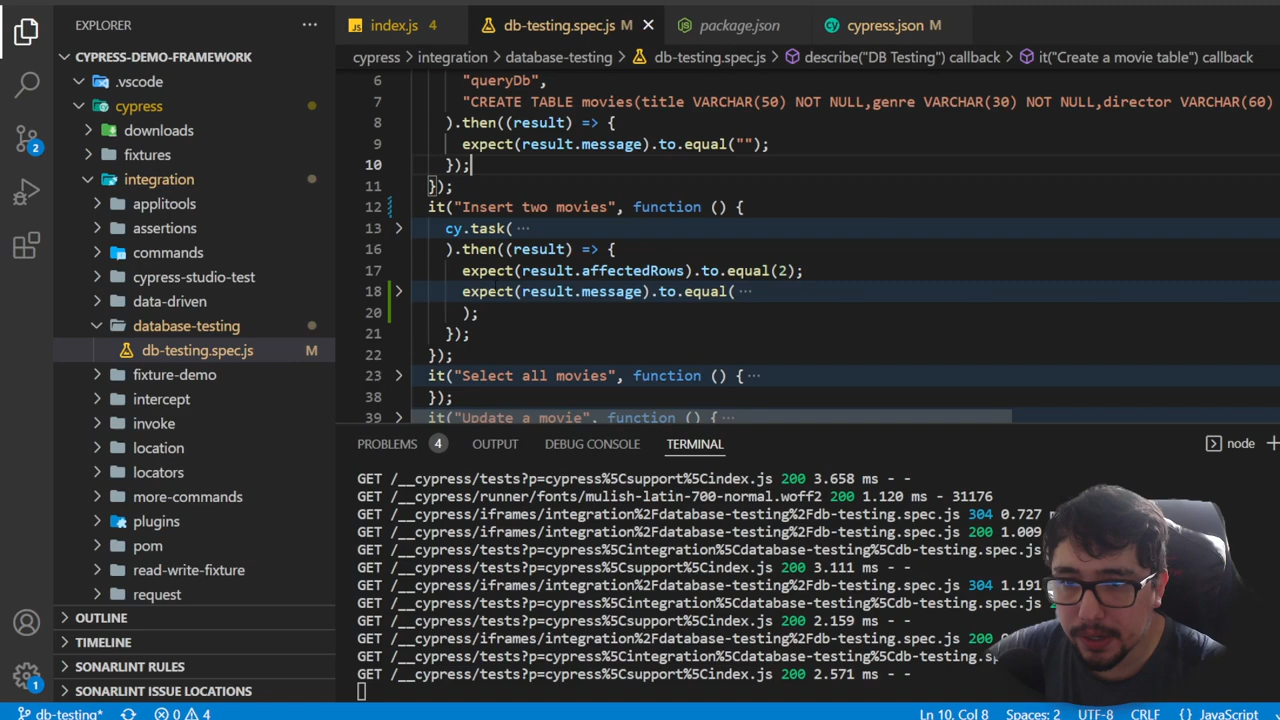 EXPLORER
index.js 4
db-testing.spec.js M
package.json
cypress.json M
cypress > integration > database-testing > db-testing.spec.js > describe("DB Testing") callback > it("Create a movie table") callback
CYPRESS-DEMO-FRAMEWORK
.vscode
cypress
downloads
fixtures
integration
applitools
assertions
commands
cypress-studio-test
data-driven
database-testing
db-testing.spec.js M
fixture-demo
intercept
invoke
location
locators
more-commands
plugins
pom
read-write-fixture
request
OUTLINE
TIMELINE
SONARLINT RULES
SONARLINT ISSUE LOCATIONS
6 "queryDb",
7 "CREATE TABLE movies(title VARCHAR(50) NOT NULL,genre VARCHAR(30) NOT NULL,director VARCHAR(60)
8 ).then((result) => {
9 expect(result.message).to.equal("");
10 });
11 });
12 it("Insert two movies", function () {
13 cy.task( ···
16 ).then((result) => {
17 expect(result.affectedRows).to.equal(2);
18 expect(result.message).to.equal( ···
20 );
21 });
22 });
23 it("Select all movies", function () { ···
38 });
39 it("Update a movie", function () { ···
PROBLEMS 4 OUTPUT DEBUG CONSOLE TERMINAL node
GET /__cypress/tests?p=cypress%5Csupport%5Cindex.js 200 3.658 ms - -
GET /__cypress/runner/fonts/mulish-latin-700-normal.woff2 200 1.120 ms - 31176
GET /__cypress/iframes/integration%2Fdatabase-testing%2Fdb-testing.spec.js 304 0.727
GET /__cypress/iframes/integration%2Fdatabase-testing%2Fdb-testing.spec.js 200 1.009
GET /__cypress/tests?p=cypress%5Cintegration%5Cdatabase-testing%5Cdb-testing.spec.js
GET /__cypress/tests?p=cypress%5Csupport%5Cindex.js 200 3.111 ms - -
GET /__cypress/iframes/integration%2Fdatabase-testing%2Fdb-testing.spec.js 304 1.191
GET /__cypress/tests?p=cypress%5Cintegration%5Cdatabase-testing%5Cdb-testing.spec.js
GET /__cypress/tests?p=cypress%5Csupport%5Cindex.js 200 2.159 ms - -
GET /__cypress/iframes/integration%2Fdatabase-testing%2Fdb-testing.spec.js 200
GET /__cypress/tests?p=cypress%5Cintegration%5Cdatabase-testing%5Cdb-testing.sp
GET /__cypress/tests?p=cypress%5Csupport%5Cindex.js 200 2.571 ms - -
2
1
db-testing* 0 4 Ln 10, Col 8 Spaces: 2 UTF-8 CRLF {} JavaScript